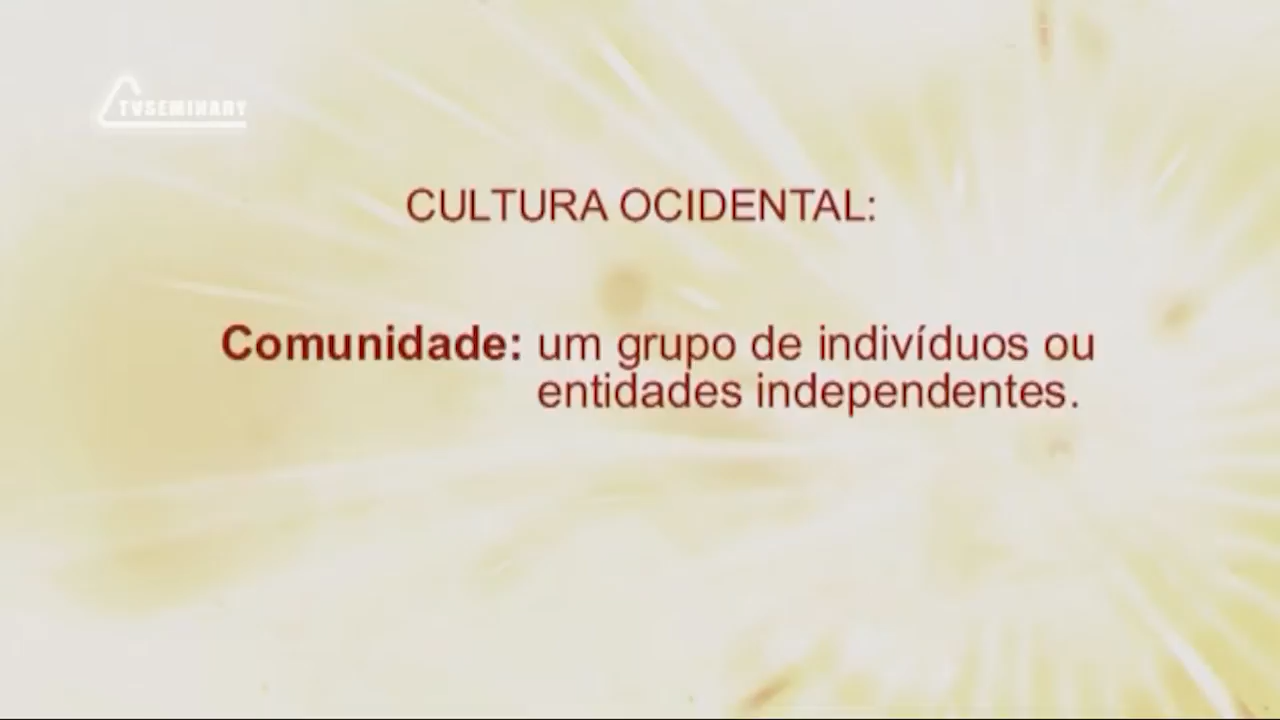 TVSEMINARY
CULTURA OCIDENTAL:
Comunidade: um grupo de indivíduos ou
entidades independentes.